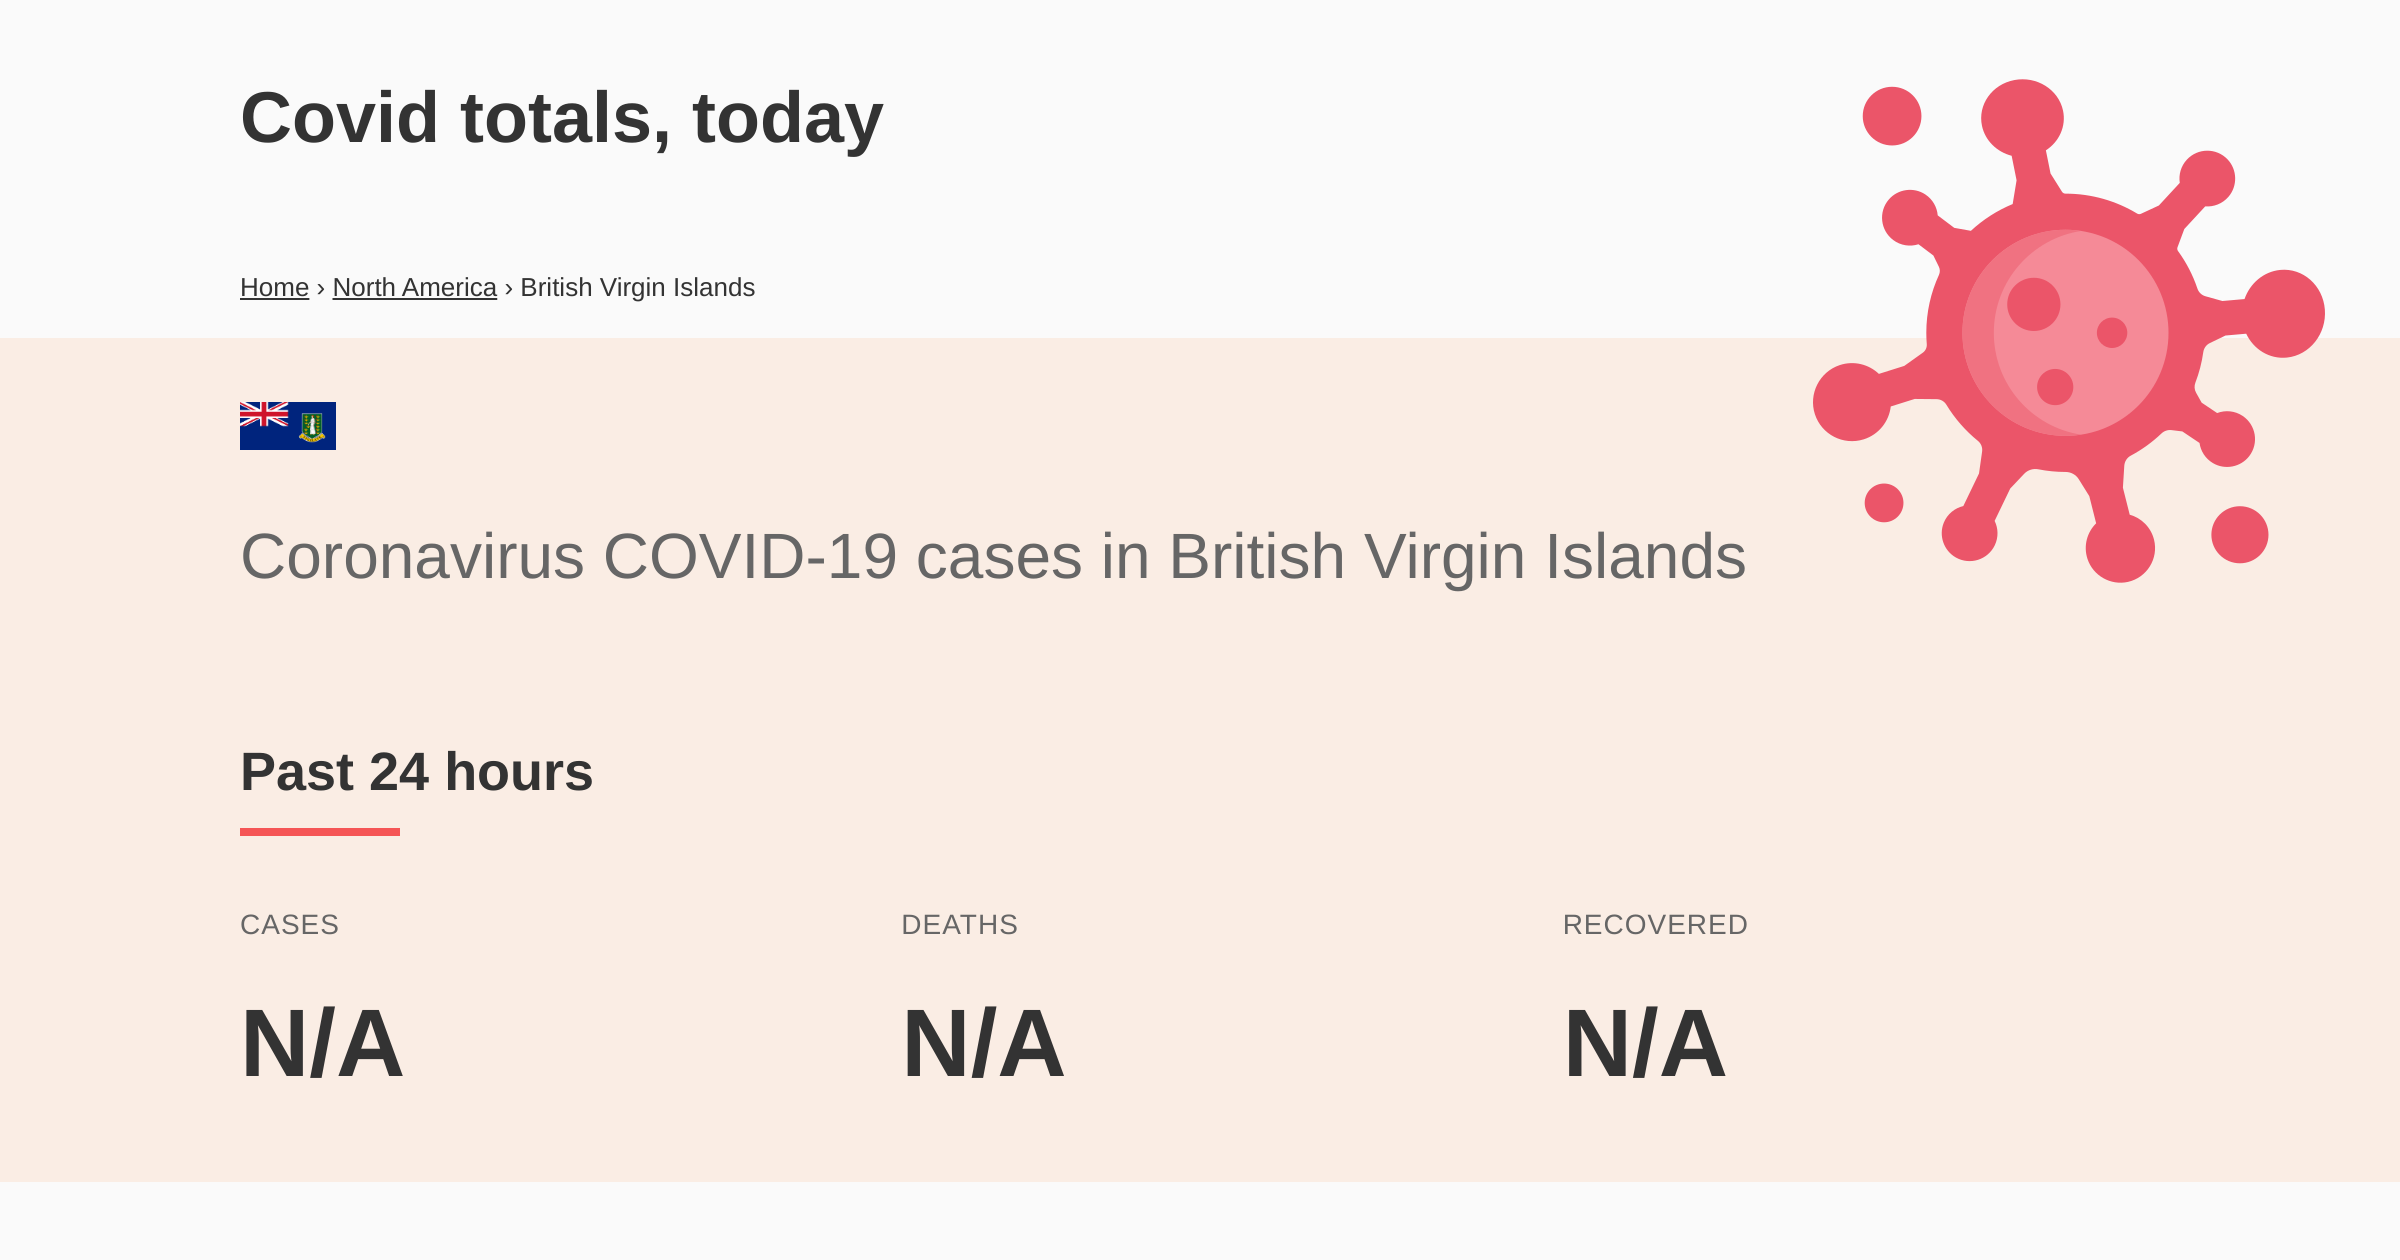 Covid totals, today
Home › North America › British Virgin Islands
Coronavirus COVID-19 cases in British Virgin Islands
Past 24 hours
CASES DEATHS RECOVERED
N/A N/A N/A